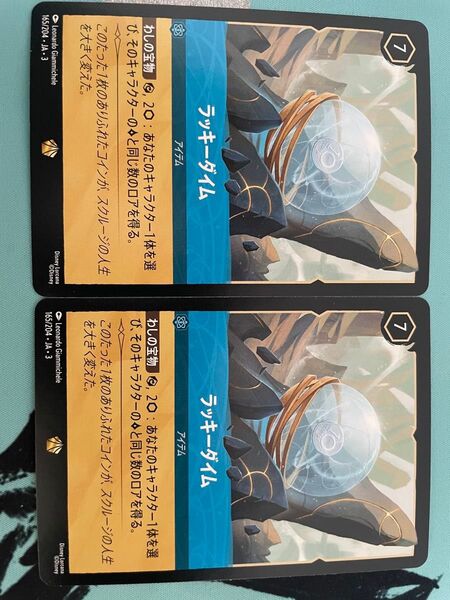 7
ラッキーダイム
アイテム
わしの宝物 , 2 : あなたのキャラクター1体を選
び、そのキャラクターの◆と同じ数のロアを得る。
このたった1枚のありふれたコインが、スクルージの人生
を大きく変えた。
Leonardo Giammichele
165/204 • JA • 3
Disney Lorcana
©Disney
7
ラッキーダイム
アイテム
わしの宝物 , 2 : あなたのキャラクター1体を選
び、そのキャラクターの◆と同じ数のロアを得る。
このたった1枚のありふれたコインが、スクルージの人生
を大きく変えた。
Leonardo Giammichele
165/204 • JA • 3
Disney Lorcana
©Disney